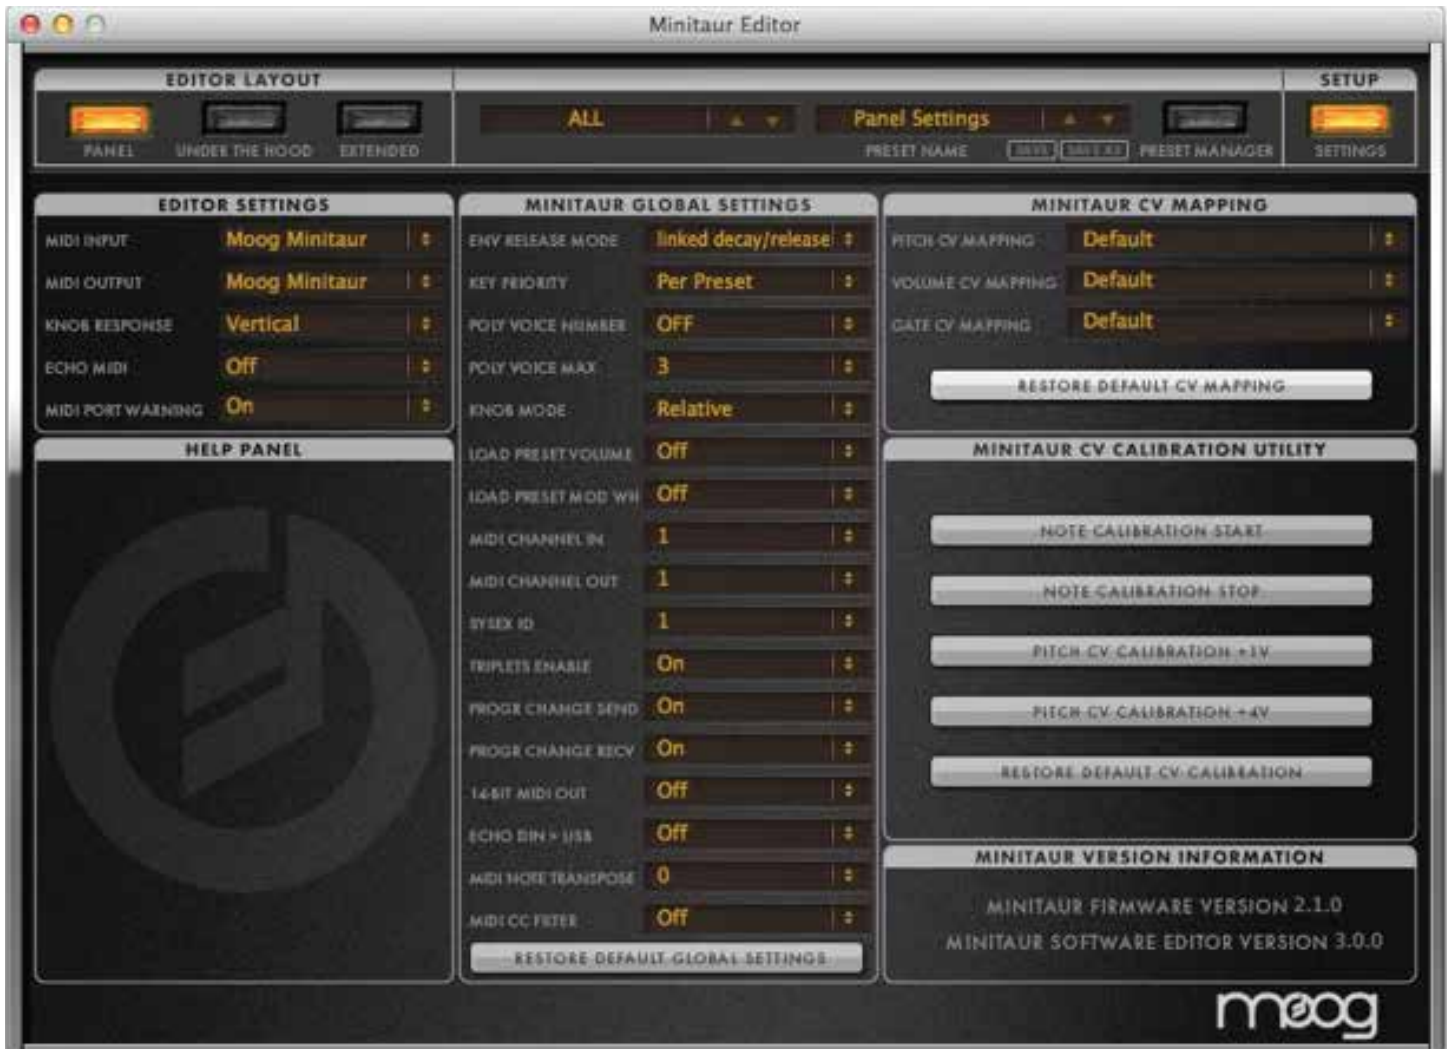 Minitaur Editor
EDITOR LAYOUT
SETUP
ALL
Panel Settings
PANEL
UNDER THE HOOD
EXTENDED
PRESET NAME
SAVE
SAVE AS
PRESET MANAGER
SETTINGS
EDITOR SETTINGS
MIDI INPUT Moog Minitaur
MIDI OUTPUT Moog Minitaur
KNOB RESPONSE Vertical
ECHO MIDI Off
MIDI PORT WARNING On
HELP PANEL
MINITAUR GLOBAL SETTINGS
ENV RELEASE MODE linked decay/release
KEY PRIORITY Per Preset
POLY VOICE NUMBER OFF
POLY VOICE MAX 3
KNOB MODE Relative
LOAD PRESET VOLUME Off
LOAD PRESET MOD WH Off
MIDI CHANNEL IN 1
MIDI CHANNEL OUT 1
SYSEX ID 1
TRIPLETS ENABLE On
PROGR CHANGE SEND On
PROGR CHANGE RECV On
14-BIT MIDI OUT Off
ECHO DIN > USB Off
MIDI NOTE TRANSPOSE 0
MIDI CC FILTER Off
RESTORE DEFAULT GLOBAL SETTINGS
MINITAUR CV MAPPING
PITCH CV MAPPING Default
VOLUME CV MAPPING Default
GATE CV MAPPING Default
RESTORE DEFAULT CV MAPPING
MINITAUR CV CALIBRATION UTILITY
NOTE CALIBRATION START
NOTE CALIBRATION STOP
PITCH CV CALIBRATION +1V
PITCH CV CALIBRATION +4V
RESTORE DEFAULT CV CALIBRATION
MINITAUR VERSION INFORMATION
MINITAUR FIRMWARE VERSION 2.1.0
MINITAUR SOFTWARE EDITOR VERSION 3.0.0
moog